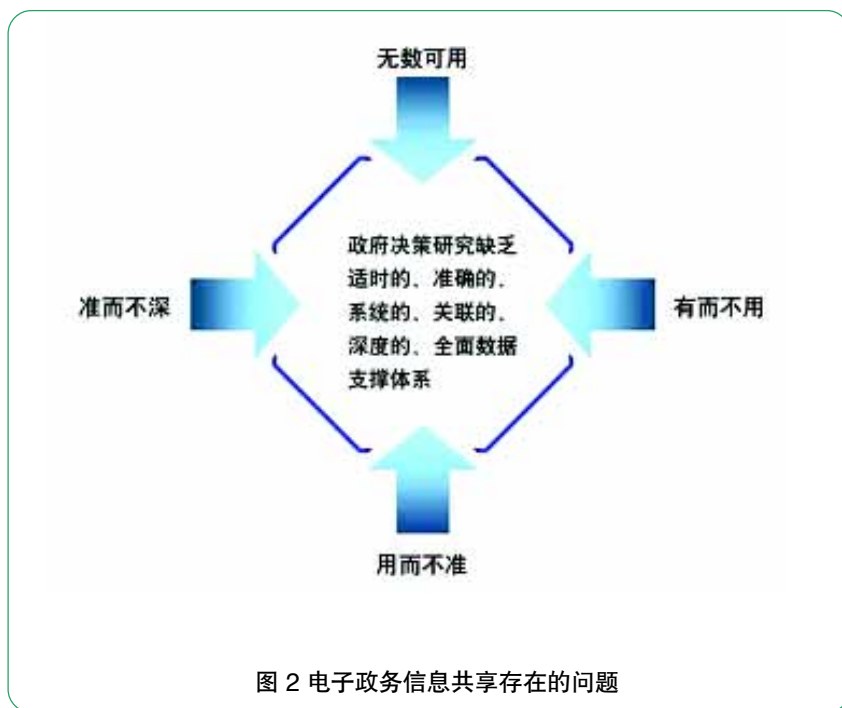 无数可用
政府决策研究缺乏
适时的、准确的、
系统的、关联的、
深度的、全面数据
支撑体系
准而不深
有而不用
用而不准
图 2 电子政务信息共享存在的问题